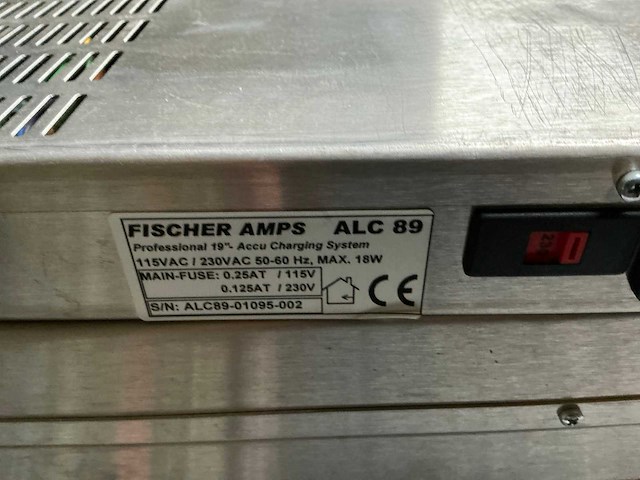 FISCHER AMPS ALC 89
Professional 19"- Accu Charging System
115VAC / 230VAC 50-60 Hz, MAX. 18W
MAIN-FUSE: 0.25AT / 115V
0.125AT / 230V
S/N: ALC89-01095-002
CE
230